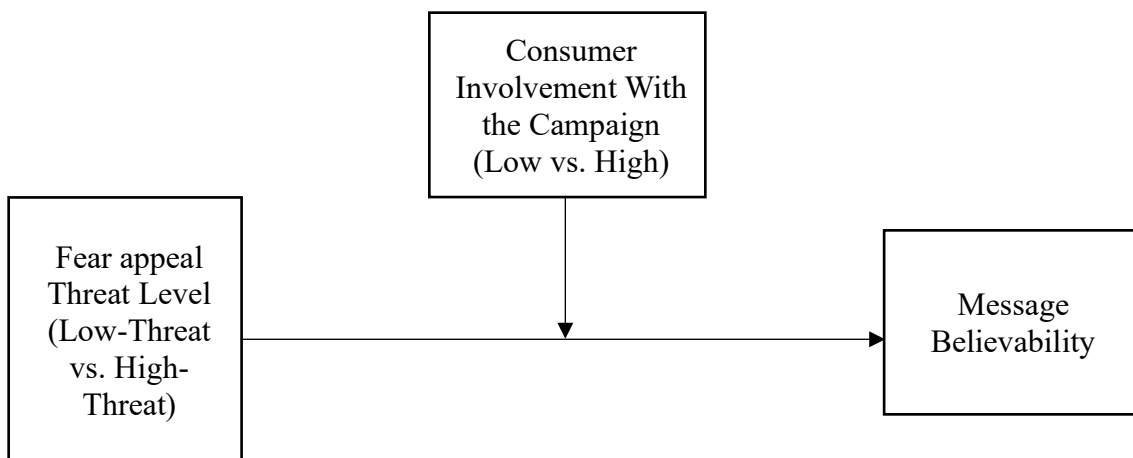 Consumer
Involvement With
the Campaign
(Low vs. High)
Fear appeal
Threat Level
(Low-Threat
vs. High-
Threat)
Message
Believability